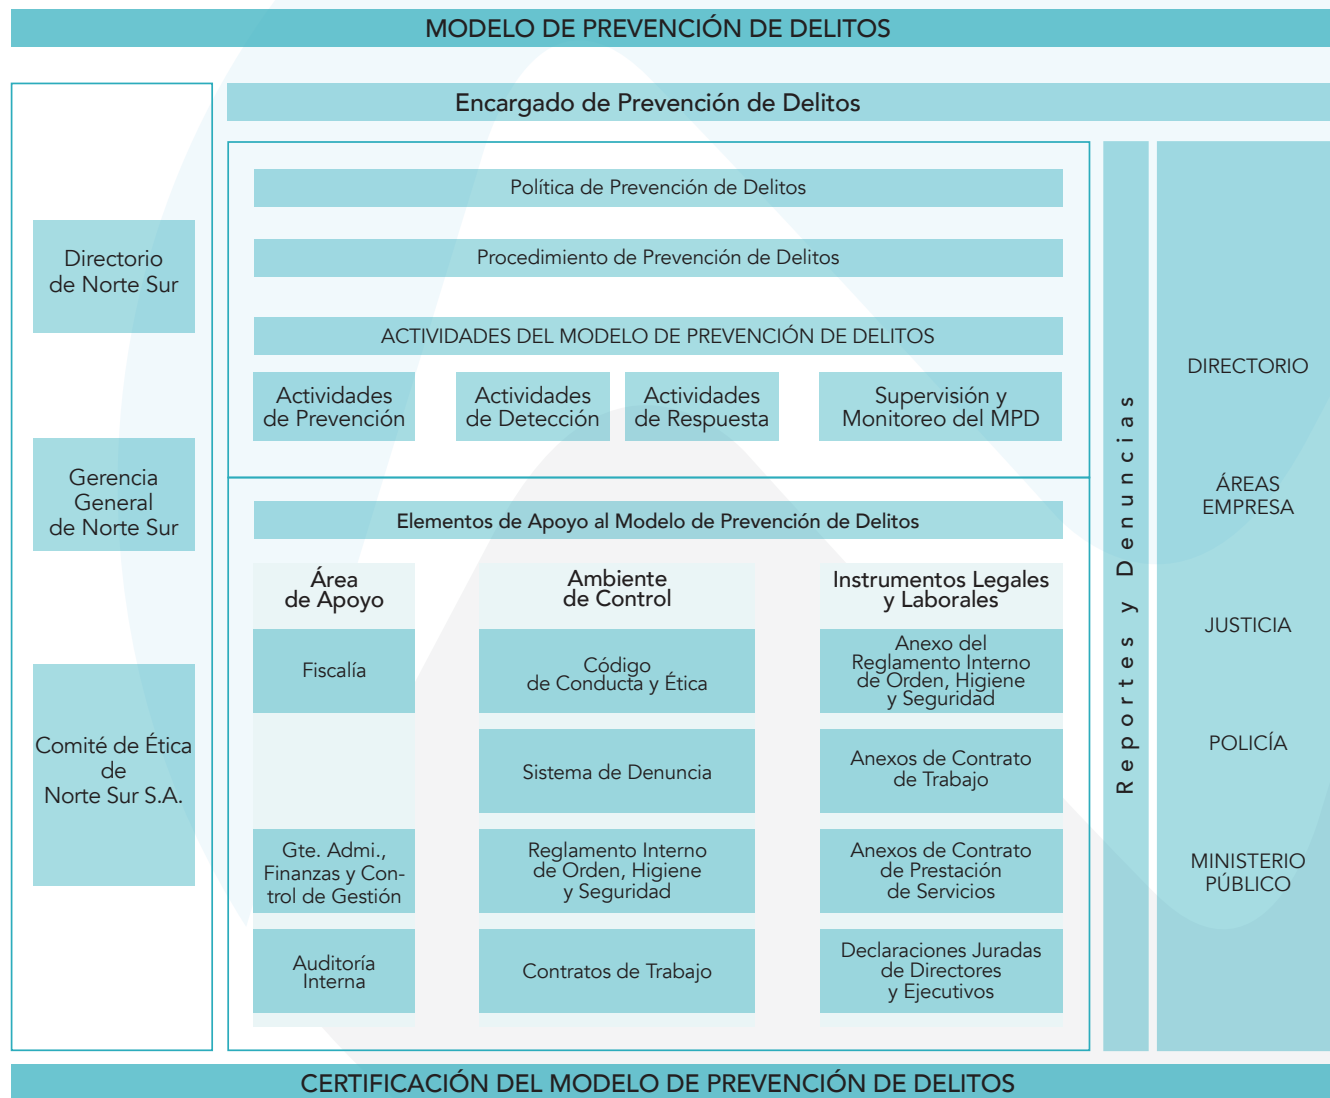 MODELO DE PREVENCIÓN DE DELITOS
Encargado de Prevención de Delitos
Directorio
de Norte Sur
Gerencia
General
de Norte Sur
Comité de Ética
de
Norte Sur S.A.
Política de Prevención de Delitos
Procedimiento de Prevención de Delitos
ACTIVIDADES DEL MODELO DE PREVENCIÓN DE DELITOS
Actividades
de Prevención
Actividades
de Detección
Actividades
de Respuesta
Supervisión y
Monitoreo del MPD
Elementos de Apoyo al Modelo de Prevención de Delitos
Área
de Apoyo
Fiscalía
Gte. Admi.,
Finanzas y Con-
trol de Gestión
Auditoría
Interna
Ambiente
de Control
Código
de Conducta y Ética
Sistema de Denuncia
Reglamento Interno
de Orden, Higiene
y Seguridad
Contratos de Trabajo
Instrumentos Legales
y Laborales
Anexo del
Reglamento Interno
de Orden, Higiene
y Seguridad
Anexos de Contrato
de Trabajo
Anexos de Contrato
de Prestación
de Servicios
Declaraciones Juradas
de Directores
y Ejecutivos
Reportes y Denuncias
DIRECTORIO
ÁREAS
EMPRESA
JUSTICIA
POLICÍA
MINISTERIO
PÚBLICO
CERTIFICACIÓN DEL MODELO DE PREVENCIÓN DE DELITOS